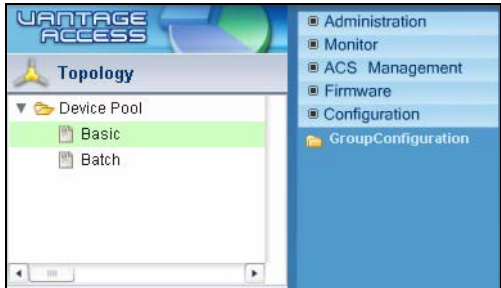 VANTAGE
ACCESS
Topology
Device Pool
Basic
Batch
Administration
Monitor
ACS Management
Firmware
Configuration
GroupConfiguration